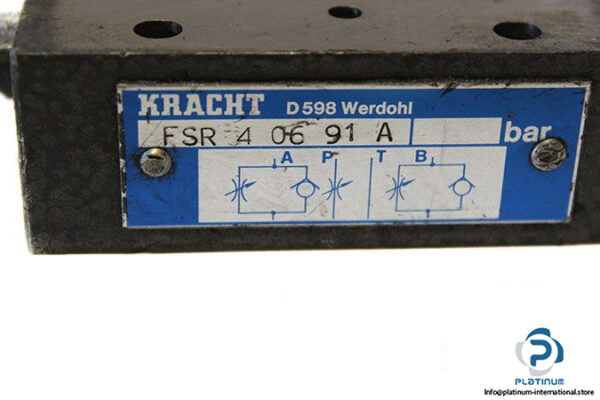 KRACHT D 598 Werdohl
FSR 4 06 91 A bar
A P T B
PLATINUM
info@platinum-international.store